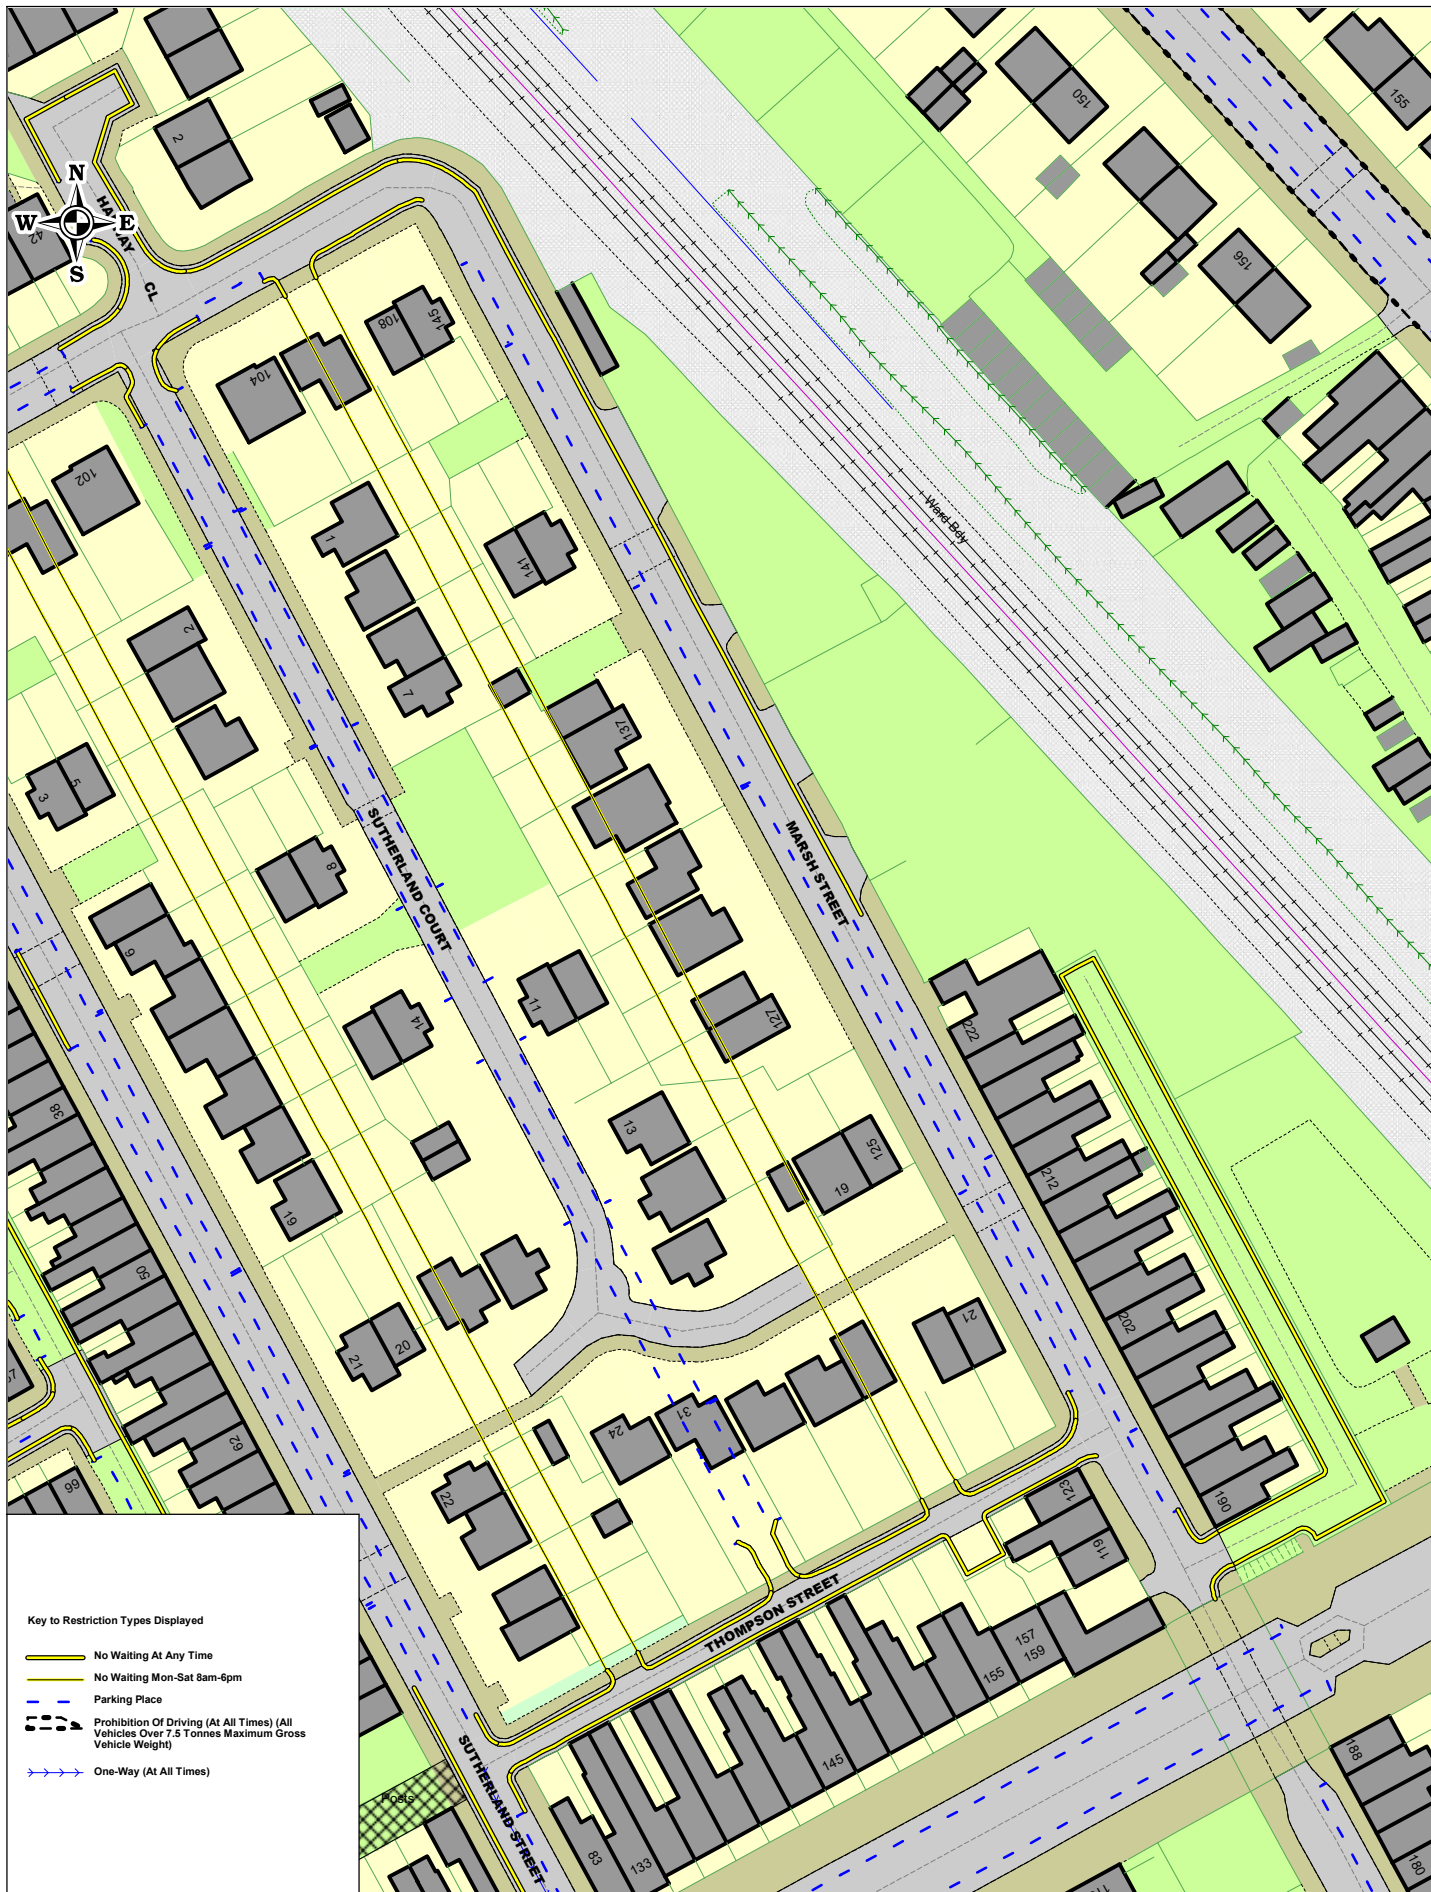 N
W
E
S
HA WAY
CL
2
42
108
145
104
102
150
155
156
1
141
2
7
3
5
137
8
9
SUTHERLAND COURT
MARSH STREET
Ward Bdy
11
14
127
222
38
13
125
19
19
212
50
21
20
21
202
62
24
31
22
66
123
119
190
THOMPSON STREET
157
159
155
145
133
83
188
180
SUTHERLAND STREET
Posts
Key to Restriction Types Displayed
No Waiting At Any Time
No Waiting Mon-Sat 8am-6pm
Parking Place
Prohibition Of Driving (At All Times) (All
Vehicles Over 7.5 Tonnes Maximum Gross
Vehicle Weight)
One-Way (At All Times)